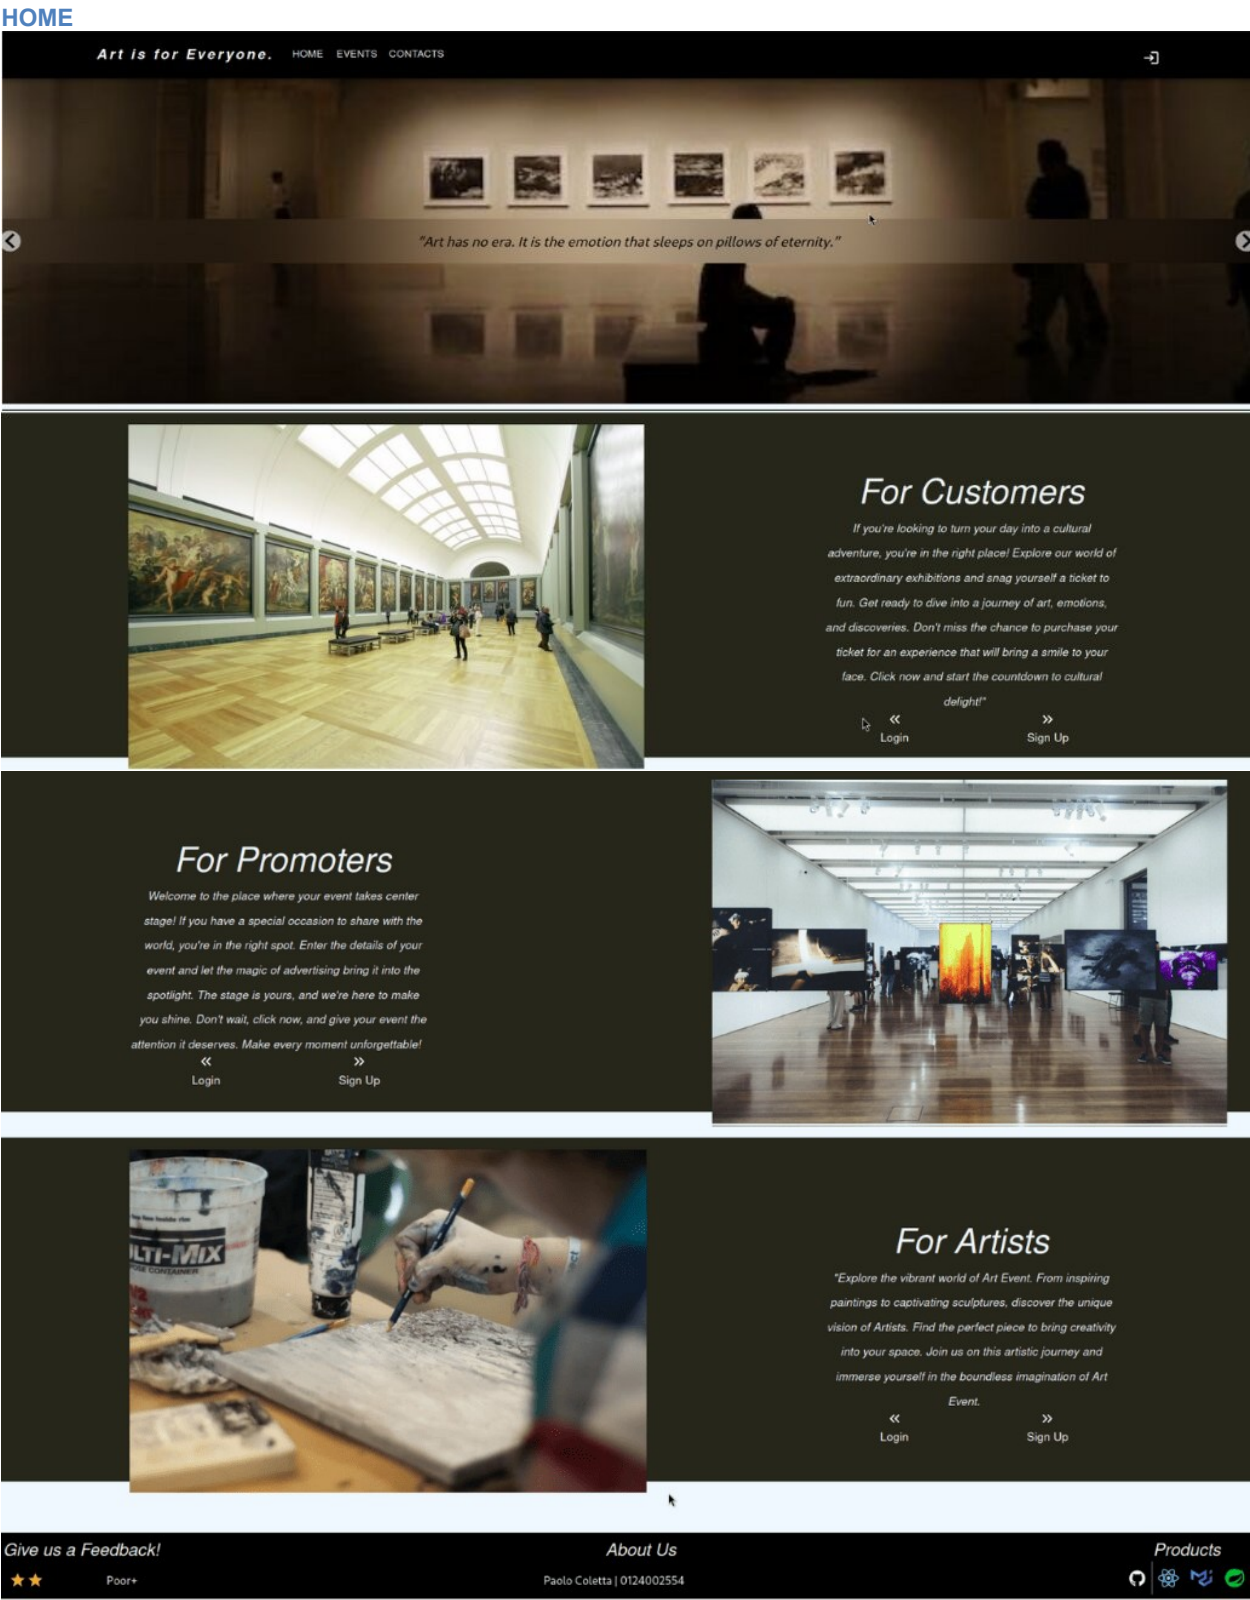 HOME
Art is for Everyone. HOME EVENTS CONTACTS
"Art has no era. It is the emotion that sleeps on pillows of eternity."
For Customers
If you're looking to turn your day into a cultural
adventure, you're in the right place! Explore our world of
extraordinary exhibitions and snag yourself a ticket to
fun. Get ready to dive into a journey of art, emotions,
and discoveries. Don't miss the chance to purchase your
ticket for an experience that will bring a smile to your
face. Click now and start the countdown to cultural
delight!"
Login Sign Up
For Promoters
Welcome to the place where your event takes center
stage! If you have a special occasion to share with the
world, you're in the right spot. Enter the details of your
event and let the magic of advertising bring it into the
spotlight. The stage is yours, and we're here to make
you shine. Don't wait, click now, and give your event the
attention it deserves. Make every moment unforgettable!
Login Sign Up
For Artists
"Explore the vibrant world of Art Event. From inspiring
paintings to captivating sculptures, discover the unique
vision of Artists. Find the perfect piece to bring creativity
into your space. Join us on this artistic journey and
immerse yourself in the boundless imagination of Art
Event.
Login Sign Up
LTI-MIX
Give us a Feedback! About Us Products
Poor+ Paolo Coletta | 0124002554